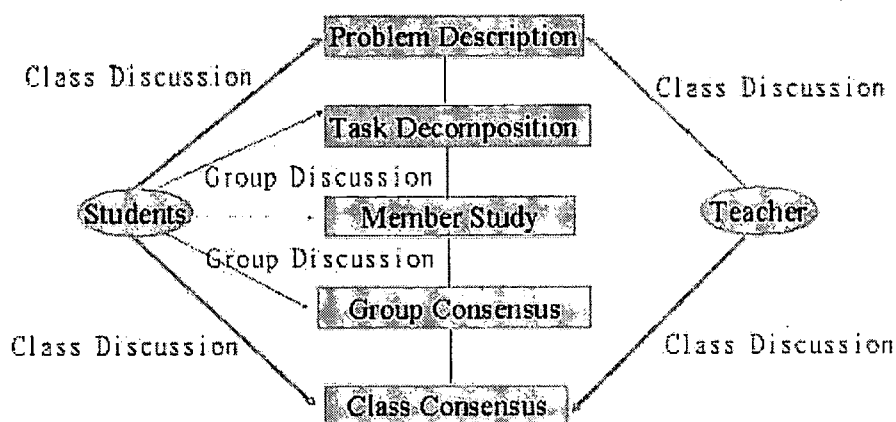 Problem Description
Class Discussion
Class Discussion
Task Decomposition
Group Discussion
Students
Member Study
Teacher
Group Discussion
Group Consensus
Class Discussion
Class Discussion
Class Consensus